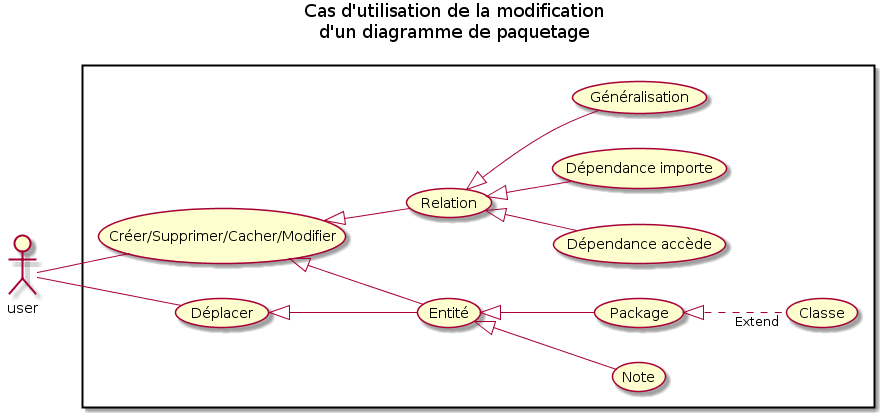 Cas d'utilisation de la modification
d'un diagramme de paquetage
Généralisation
Dépendance importe
Relation
Créer/Supprimer/Cacher/Modifier
Dépendance accède
user
Déplacer
Entité
Package
Extend
Classe
Note